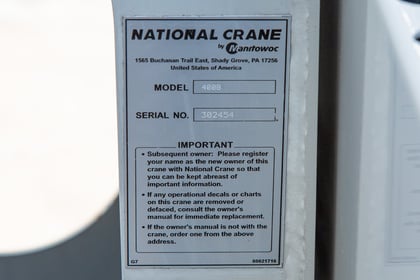 NATIONAL CRANE
by Manitowoc
1565 Buchanan Trail East, Shady Grove, PA 17256
United States of America
MODEL 400B
SERIAL NO. 302454
IMPORTANT
• Subsequent owner: Please register
your name as the new owner of this
crane with National Crane so that
you can be kept abreast of
important information.
• If any operational decals or charts
on this crane are removed or
defaced, consult the owner's
manual for immediate replacement.
• If the owner's manual is not with the
crane, order one from the above
address.
G7 80621716